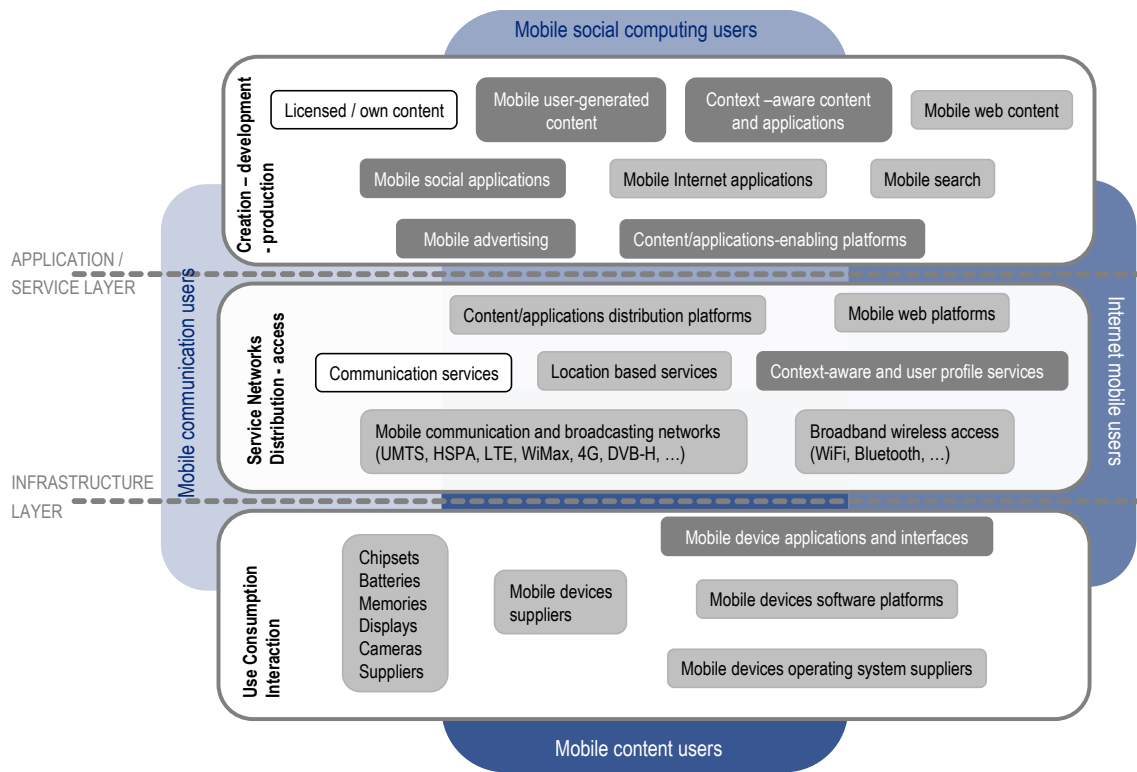 Mobile social computing users
Creation – development
- production
Licensed / own content
Mobile user-generated
content
Context –aware content
and applications
Mobile web content
Mobile social applications
Mobile Internet applications
Mobile search
Mobile advertising
Content/applications-enabling platforms
APPLICATION /
SERVICE LAYER
Mobile communication users
Internet mobile users
Service Networks
Distribution - access
Content/applications distribution platforms
Mobile web platforms
Communication services
Location based services
Context-aware and user profile services
Mobile communication and broadcasting networks
(UMTS, HSPA, LTE, WiMax, 4G, DVB-H, …)
Broadband wireless access
(WiFi, Bluetooth, …)
INFRASTRUCTURE
LAYER
Use Consumption
Interaction
Chipsets
Batteries
Memories
Displays
Cameras
Suppliers
Mobile devices
suppliers
Mobile device applications and interfaces
Mobile devices software platforms
Mobile devices operating system suppliers
Mobile content users